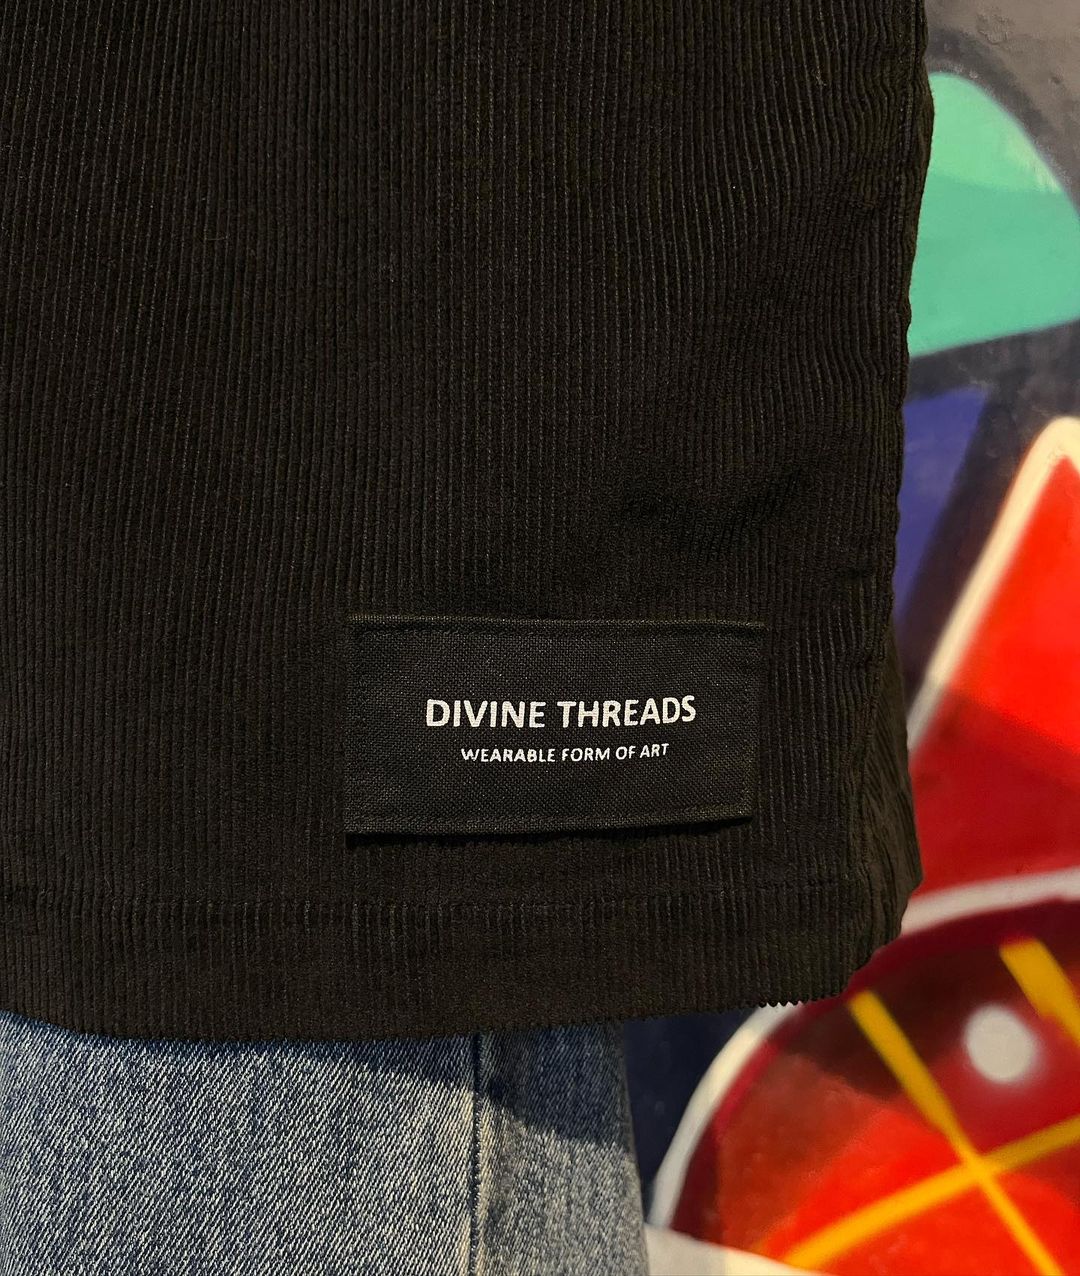 DIVINE THREADS
WEARABLE FORM OF ART